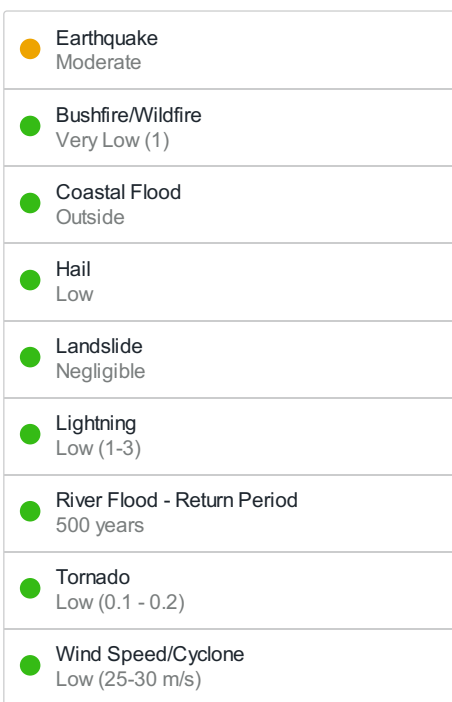 Earthquake
Moderate
Bushfire/Wildfire
Very Low (1)
Coastal Flood
Outside
Hail
Low
Landslide
Negligible
Lightning
Low (1-3)
River Flood - Return Period
500 years
Tornado
Low (0.1 - 0.2)
Wind Speed/Cyclone
Low (25-30 m/s)